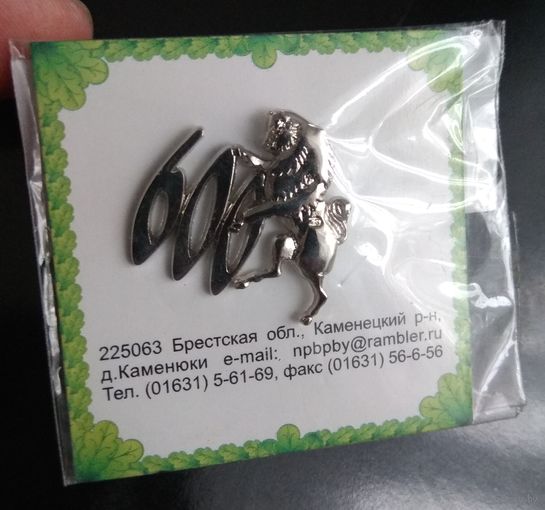 600
225063 Брестская обл., Каменецкий р-н,
д.Каменюки e-mail: npbpby@rambler.ru
Тел. (01631) 5-61-69, факс (01631) 56-6-56